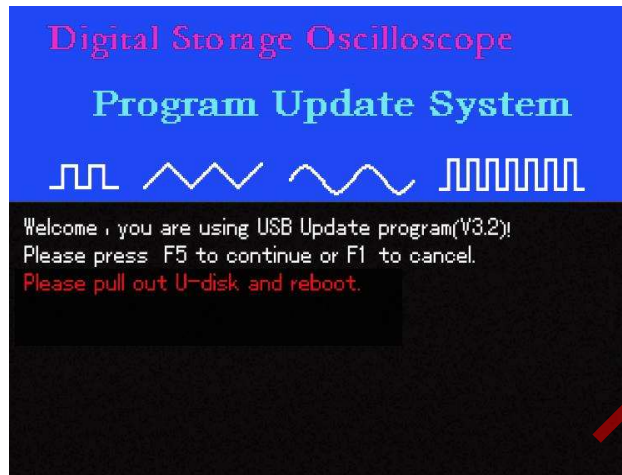 Digital Storage Oscilloscope
Program Update System
Welcome , you are using USB Update program(V3.2)!
Please press F5 to continue or F1 to cancel.
Please pull out U-disk and reboot.